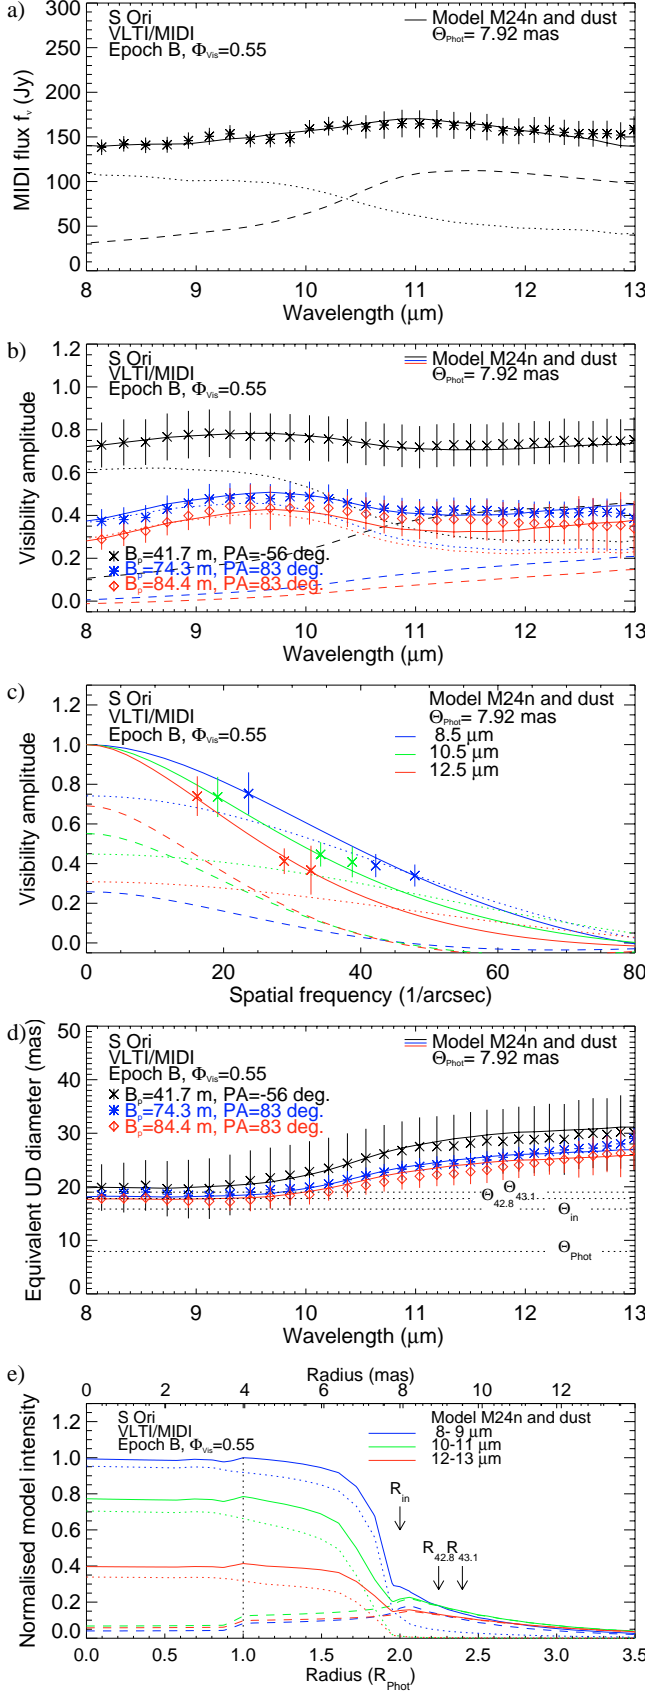 a)
S Ori
VLTI/MIDI
Epoch B, Φ_Vis=0.55
Model M24n and dust
Θ_Phot= 7.92 mas
MIDI flux f_ν (Jy)
300
250
200
150
100
50
0
8 9 10 11 12 13
Wavelength (μm)
b)
S Ori
VLTI/MIDI
Epoch B, Φ_Vis=0.55
Model M24n and dust
Θ_Phot= 7.92 mas
Visibility amplitude
1.2
1.0
0.8
0.6
0.4
0.2
0.0
B_p=41.7 m, PA=-56 deg.
B_p=74.3 m, PA=83 deg.
B_p=84.4 m, PA=83 deg.
8 9 10 11 12 13
Wavelength (μm)
c)
S Ori
VLTI/MIDI
Epoch B, Φ_Vis=0.55
Model M24n and dust
Θ_Phot= 7.92 mas
8.5 μm
10.5 μm
12.5 μm
Visibility amplitude
1.2
1.0
0.8
0.6
0.4
0.2
0.0
0 20 40 60 80
Spatial frequency (1/arcsec)
d)
S Ori
VLTI/MIDI
Epoch B, Φ_Vis=0.55
B_p=41.7 m, PA=-56 deg.
B_p=74.3 m, PA=83 deg.
B_p=84.4 m, PA=83 deg.
Model M24n and dust
Θ_Phot= 7.92 mas
Equivalent UD diameter (mas)
50
40
30
20
10
0
Θ_42.8 Θ_43.1
Θ_in
Θ_Phot
8 9 10 11 12 13
Wavelength (μm)
e)
Radius (mas)
0 2 4 6 8 10 12
S Ori
VLTI/MIDI
Epoch B, Φ_Vis=0.55
Model M24n and dust
8- 9 μm
10-11 μm
12-13 μm
Normalised model intensity
1.2
1.0
0.8
0.6
0.4
0.2
0.0
R_in
R_42.8 R_43.1
0.0 0.5 1.0 1.5 2.0 2.5 3.0 3.5
Radius (R_Phot)